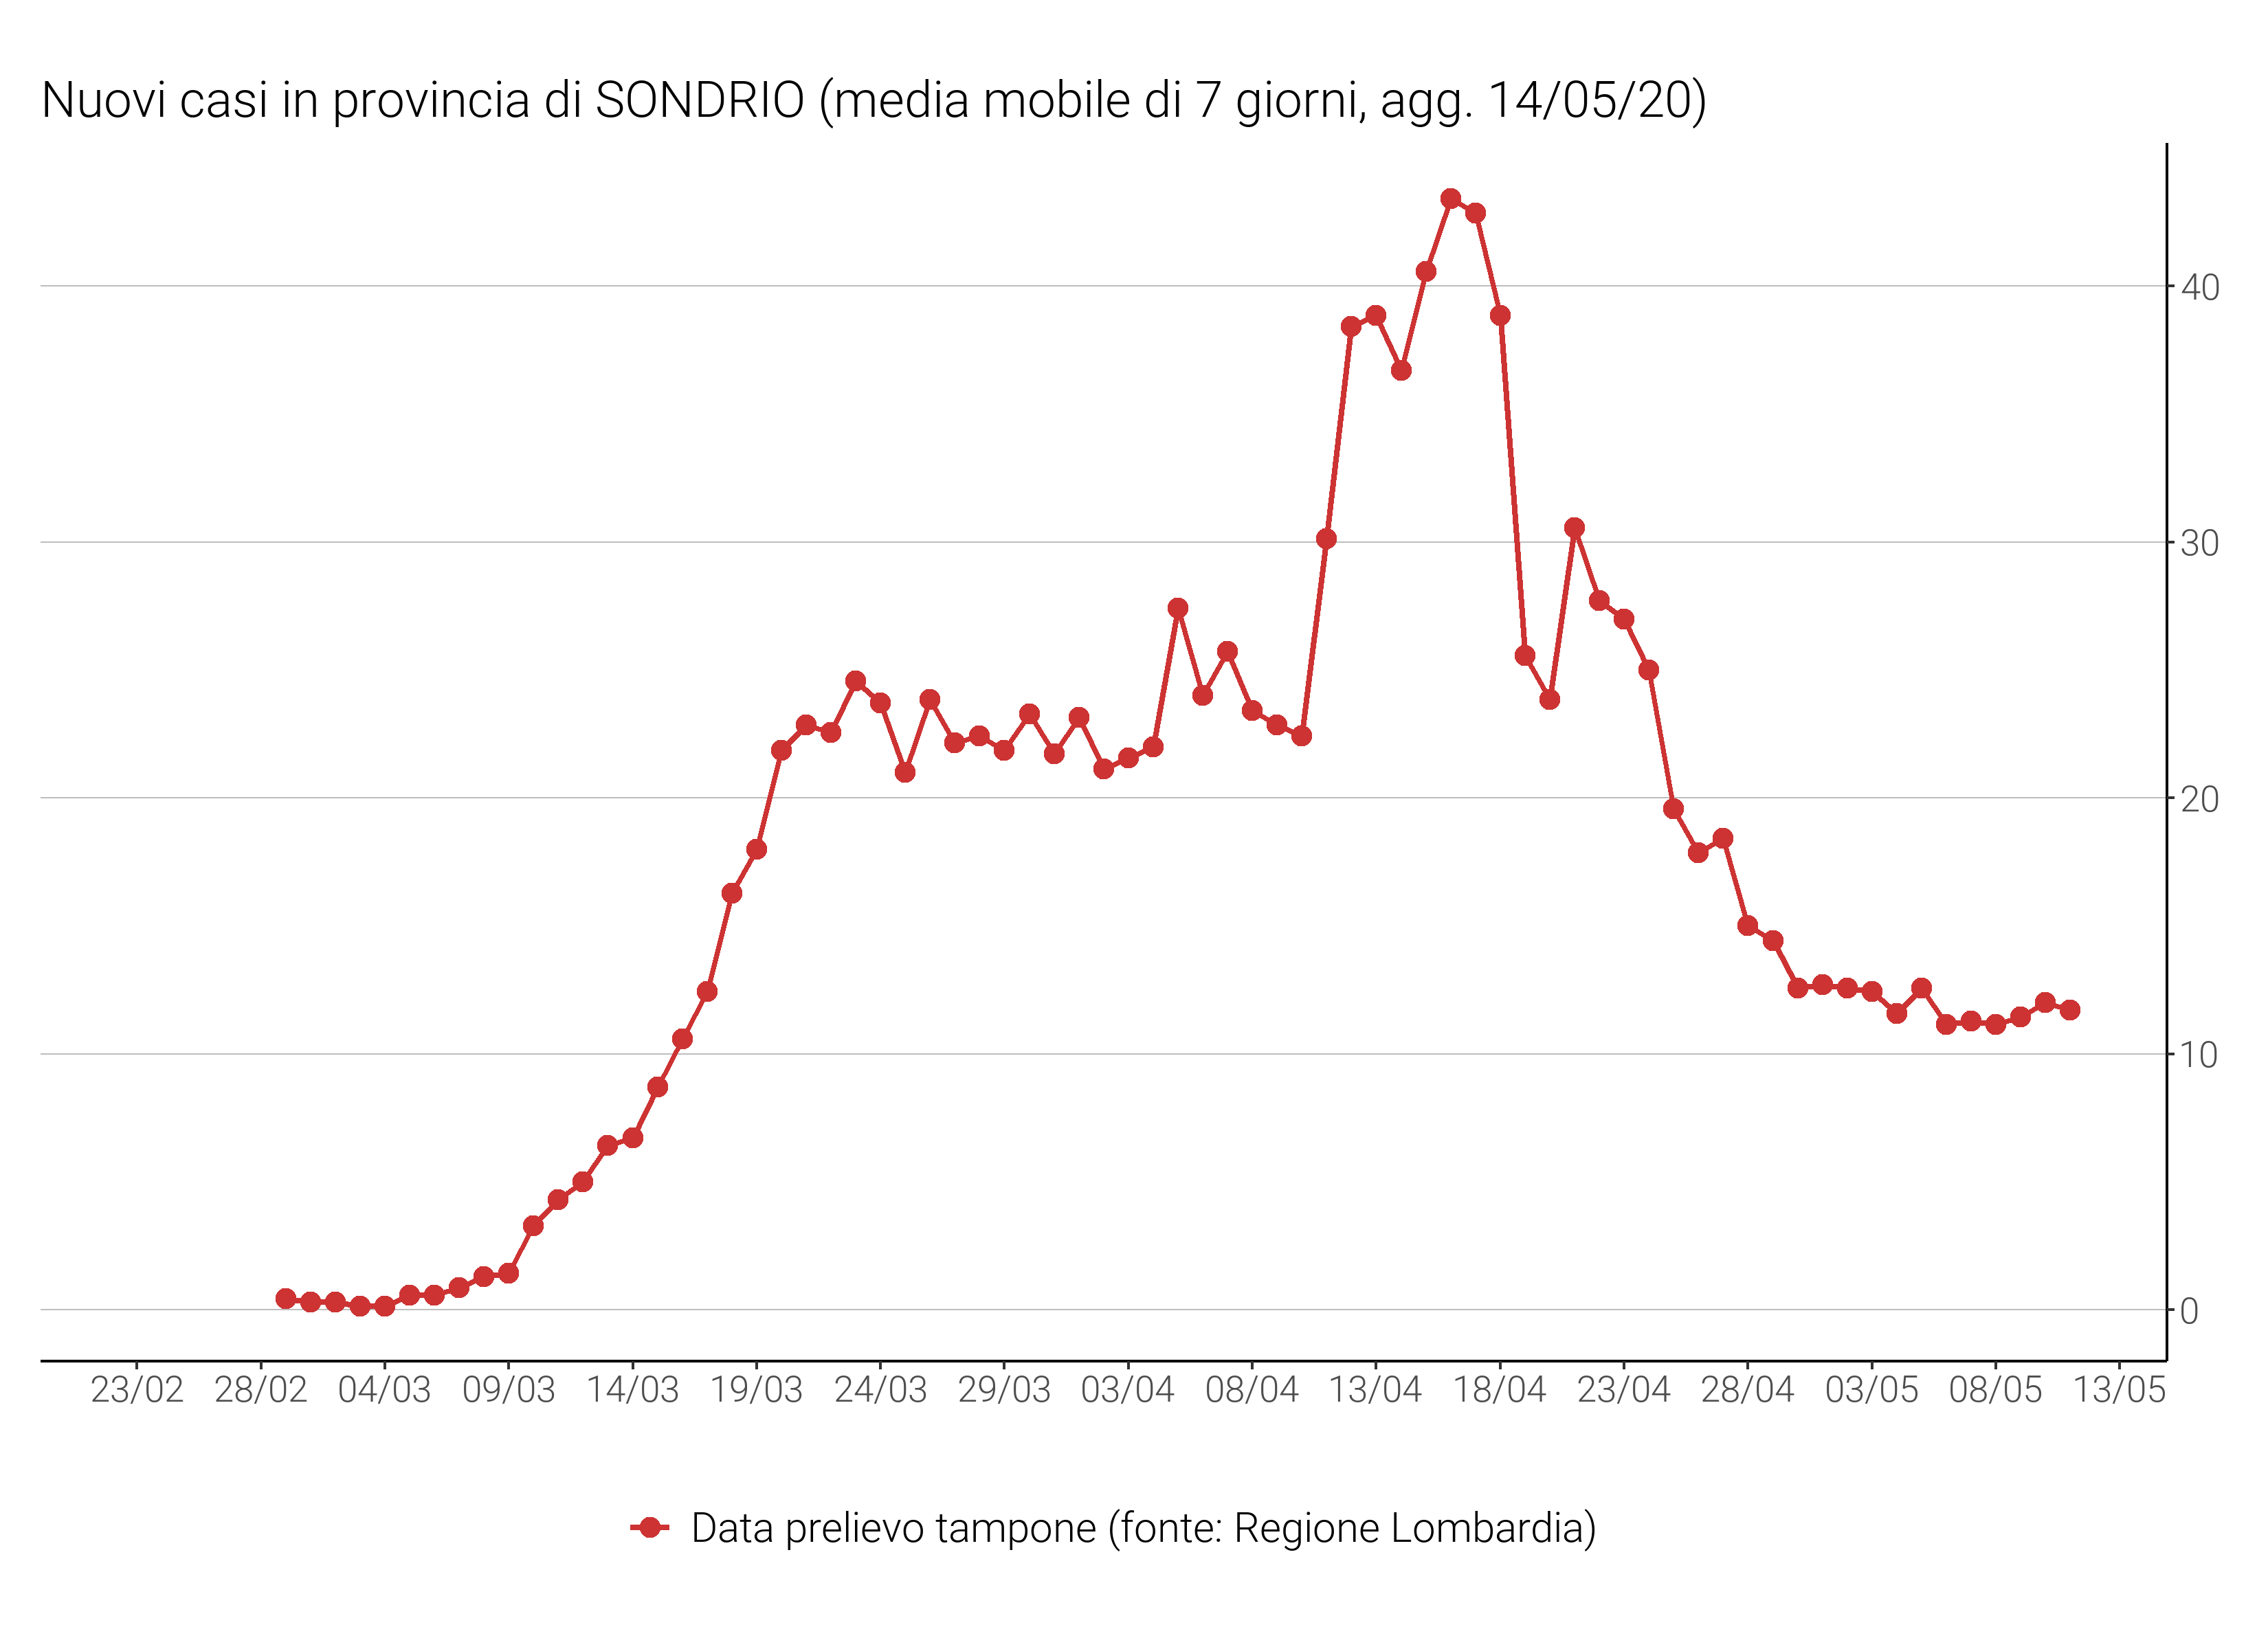 Nuovi casi in provincia di SONDRIO (media mobile di 7 giorni, agg. 14/05/20)
40
30
20
10
0
23/02 28/02 04/03 09/03 14/03 19/03 24/03 29/03 03/04 08/04 13/04 18/04 23/04 28/04 03/05 08/05 13/05
Data prelievo tampone (fonte: Regione Lombardia)